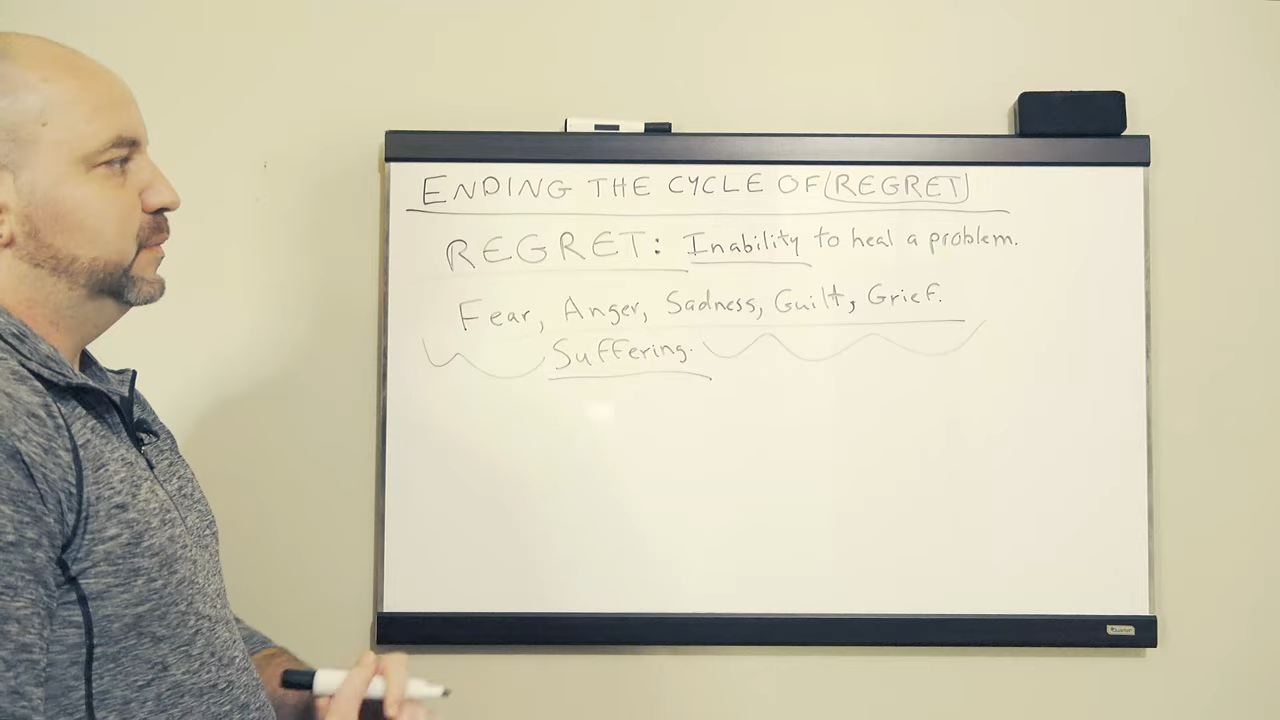 ENDING THE CYCLE OF REGRET
REGRET: Inability to heal a problem.
Fear, Anger, Sadness, Guilt, Grief.
Suffering.